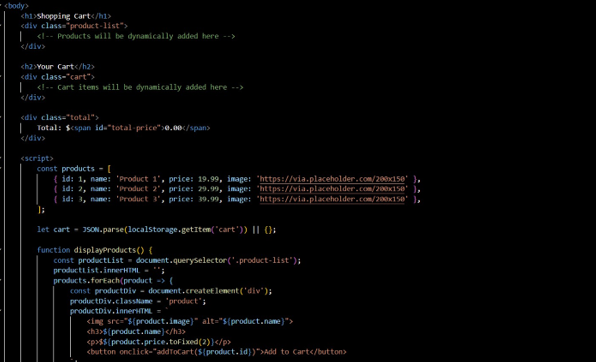 <body>
<h1>Shopping Cart</h1>
<div class="product-list">
<!-- Products will be dynamically added here -->
</div>
<h2>Your Cart</h2>
<div class="cart">
<!-- Cart items will be dynamically added here -->
</div>
<div class="total">
Total: $<span id="total-price">0.00</span>
</div>
<script>
const products = [
{ id: 1, name: 'Product 1', price: 19.99, image: 'https://via.placeholder.com/200x150' },
{ id: 2, name: 'Product 2', price: 29.99, image: 'https://via.placeholder.com/200x150' },
{ id: 3, name: 'Product 3', price: 39.99, image: 'https://via.placeholder.com/200x150' },
];
let cart = JSON.parse(localStorage.getItem('cart')) || {};
function displayProducts() {
const productList = document.querySelector('.product-list');
productList.innerHTML = '';
products.forEach(product => {
const productDiv = document.createElement('div');
productDiv.className = 'product';
productDiv.innerHTML = `
<img src="${product.image}" alt="${product.name}">
<h3>${product.name}</h3>
<p>$${product.price.toFixed(2)}</p>
<button onclick="addToCart(${product.id})">Add to Cart</button>